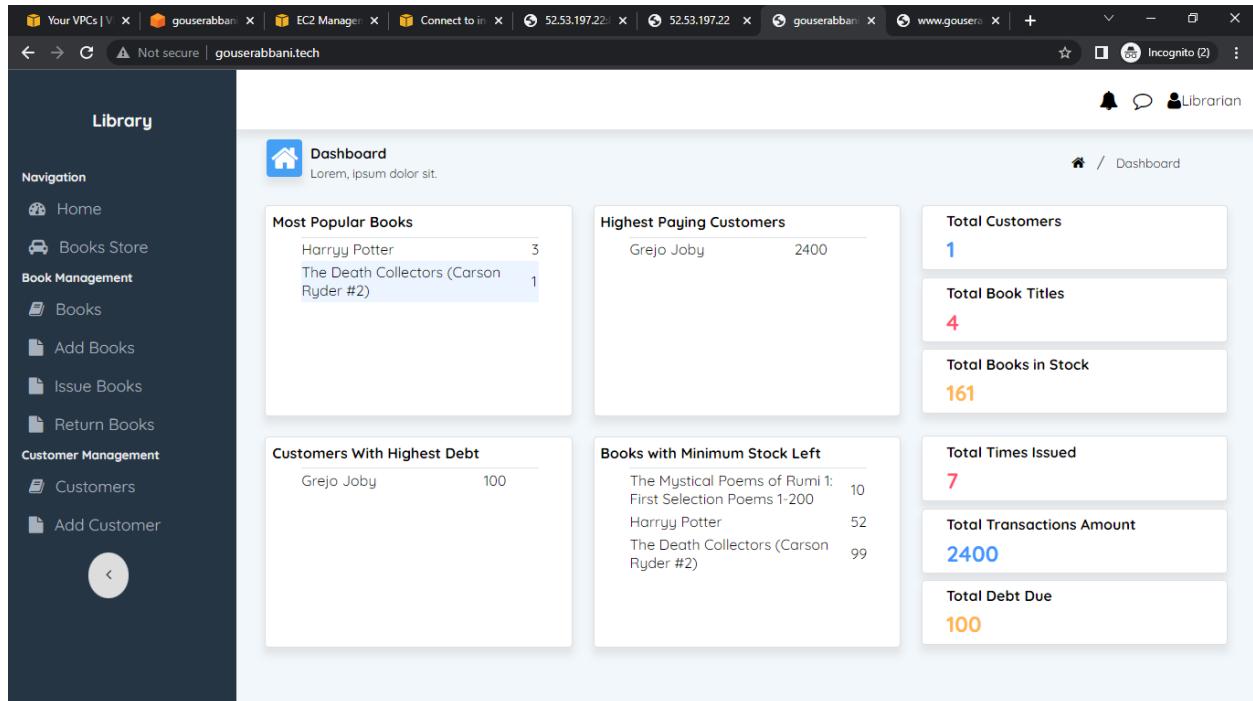 Your VPCs | V
gouserabban
EC2 Manager
Connect to in
52.53.197.22:
52.53.197.22
gouserabban
www.gousera
Not secure | gouserabbani.tech
Incognito (2)
Library
Navigation
Home
Books Store
Book Management
Books
Add Books
Issue Books
Return Books
Customer Management
Customers
Add Customer
Librarian
Dashboard
Lorem, ipsum dolor sit.
/ Dashboard
Most Popular Books
Harryy Potter 3
The Death Collectors (Carson
Ryder #2) 1
Highest Paying Customers
Grejo Joby 2400
Total Customers
1
Total Book Titles
4
Total Books in Stock
161
Customers With Highest Debt
Grejo Joby 100
Books with Minimum Stock Left
The Mystical Poems of Rumi 1:
First Selection Poems 1-200 10
Harryy Potter 52
The Death Collectors (Carson
Ryder #2) 99
Total Times Issued
7
Total Transactions Amount
2400
Total Debt Due
100